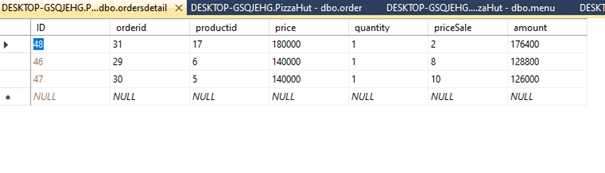 DESKTOP-GSQJEHG.P...dbo.ordersdetail DESKTOP-GSQJEHG.PizzaHut - dbo.order DESKTOP-GSQJEHG....zaHut - dbo.menu DESKTOP-G
ID orderid productid price quantity priceSale amount
48 31 17 180000 1 2 176400
46 29 6 140000 1 8 128800
47 30 5 140000 1 10 126000
NULL NULL NULL NULL NULL NULL NULL